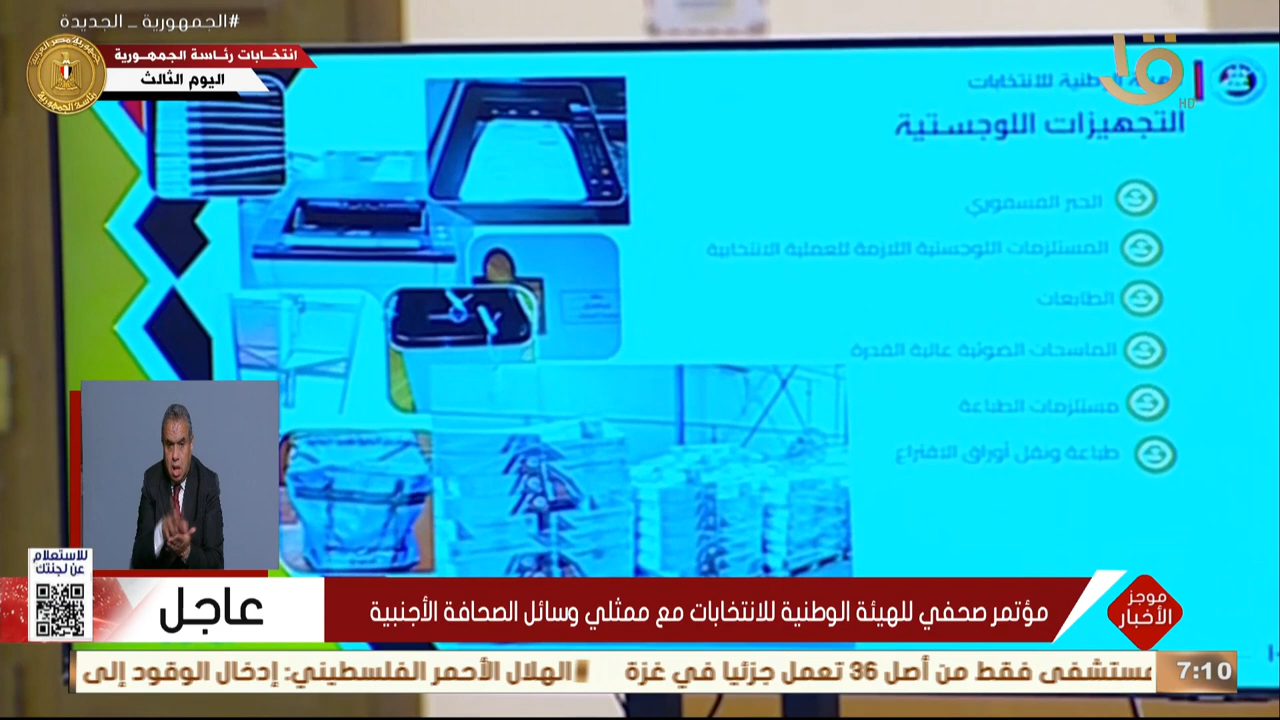 #الجمهورية _ الجديدة
انتخابات رئاسة الجمهورية
اليوم الثالث
الوطنية للانتخابات
HD
التجهيزات اللوجستية
الحبر الفسفوري
المستلزمات اللوجستية اللازمة للعملية الانتخابية
الطابعات
الماسحات الضوئية عالية القدرة
مستلزمات الطباعة
طباعة ونقل أوراق الاقتراع
للاستعلام
عن لجنتك
عاجل
مؤتمر صحفي للهيئة الوطنية للانتخابات مع ممثلي وسائل الصحافة الأجنبية
موجز
الأخبار
مستشفى فقط من أصل 36 تعمل جزئيا في غزة الهلال الأحمر الفلسطيني: إدخال الوقود إلى
7:10